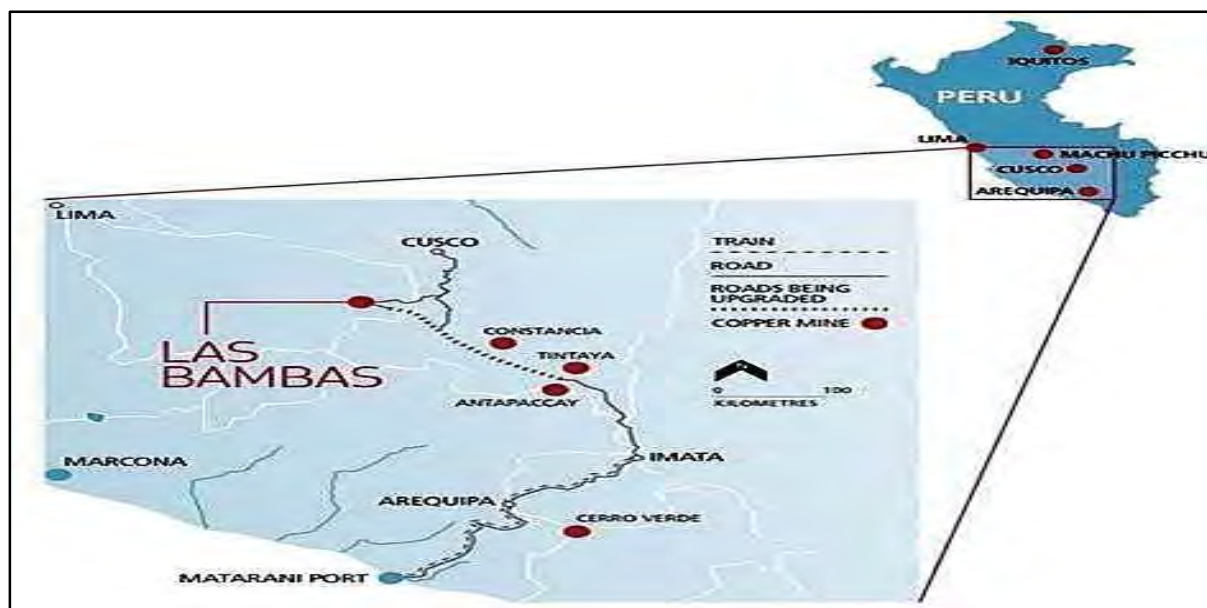 IQUITOS
PERU
LIMA
MACHU PICCHU
CUSCO
AREQUIPA
LIMA
CUSCO
TRAIN
ROAD
ROADS BEING
UPGRADED
COPPER MINE
LAS
BAMBAS
CONSTANCIA
TINTAYA
ANTAPACCAY
0 100
KILOMETRES
MARCONA
IMATA
AREQUIPA
CERRO VERDE
MATARANI PORT